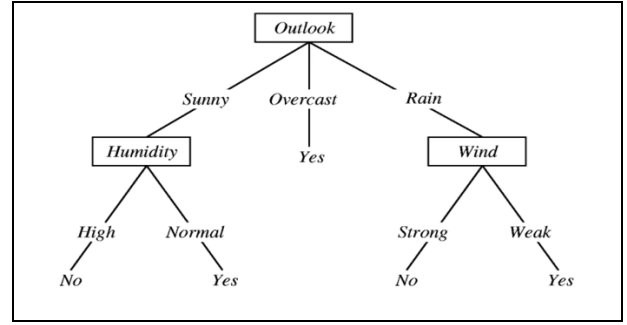 Outlook
Sunny Overcast Rain
Humidity Yes Wind
High Normal Strong Weak
No Yes No Yes